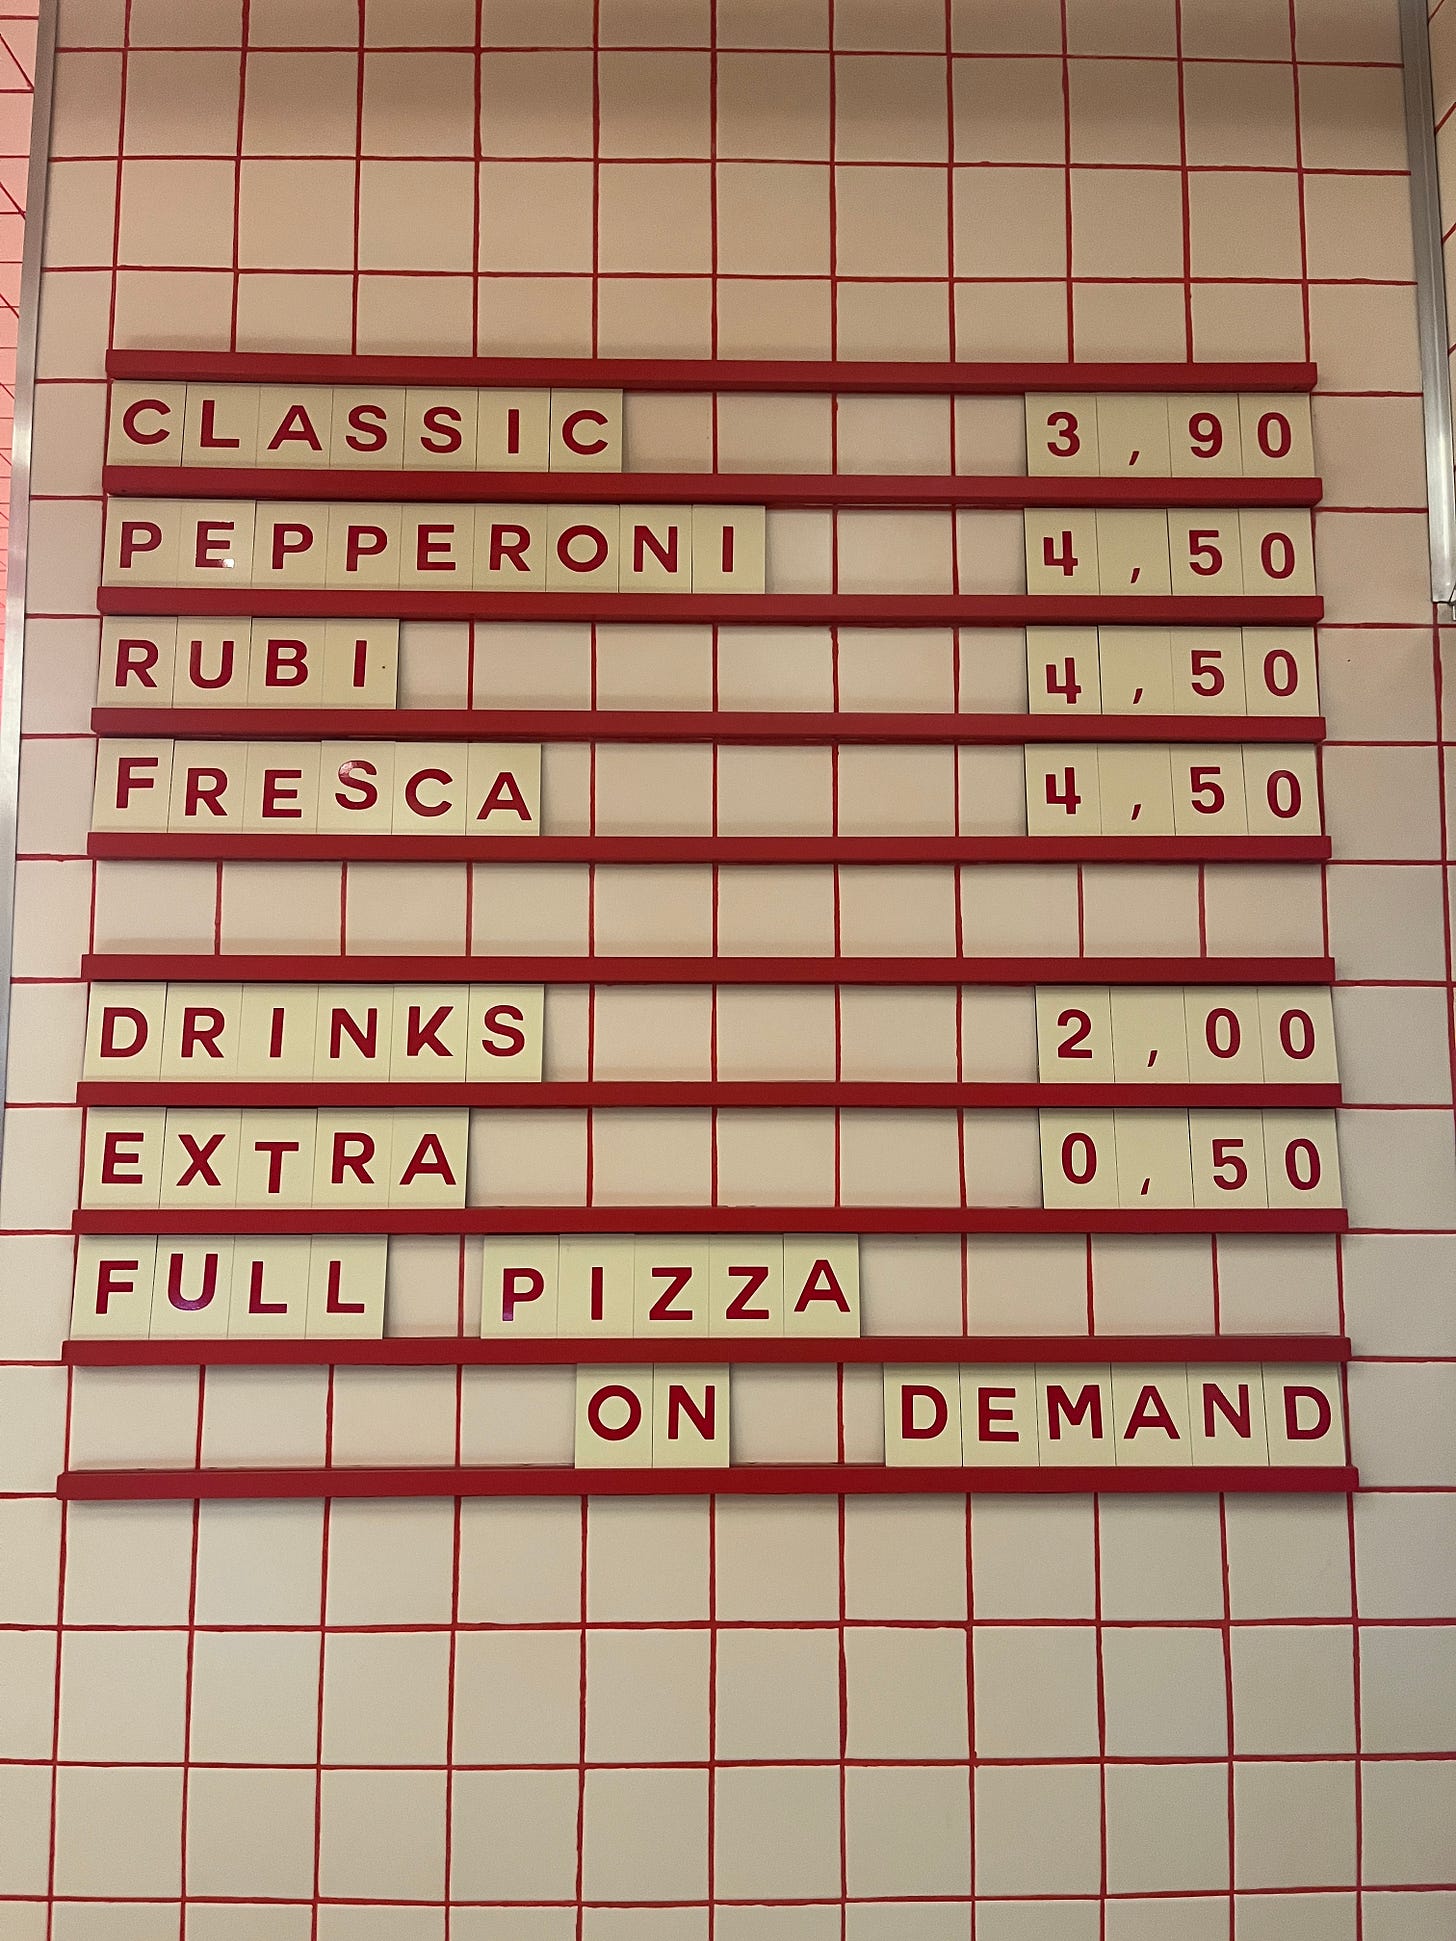 CLASSIC 3,90
PEPPERONI 4,50
RUBI 4,50
FRESCA 4,50
DRINKS 2,00
EXTRA 0,50
FULL PIZZA
ON DEMAND